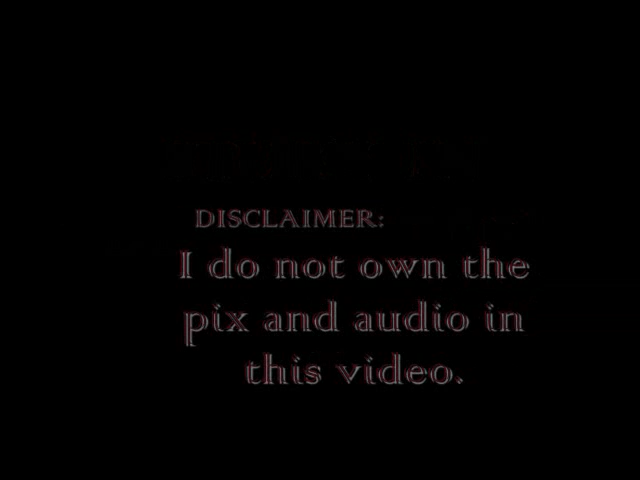 DISCLAIMER:
I do not own the
pix and audio in
this video.